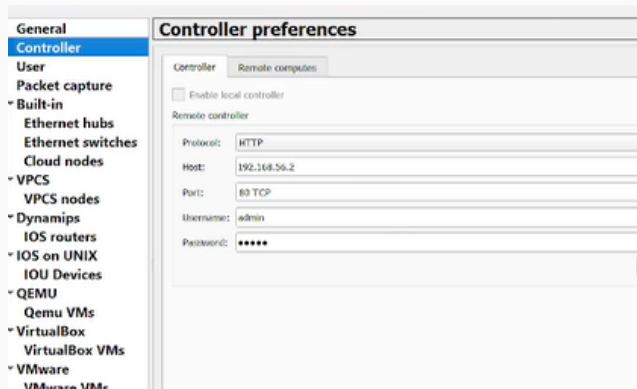 General
Controller
User
Packet capture
Built-in
Ethernet hubs
Ethernet switches
Cloud nodes
VPCS
VPCS nodes
Dynamips
IOS routers
IOS on UNIX
IOU Devices
QEMU
Qemu VMs
VirtualBox
VirtualBox VMs
VMware
VMware VMs
Controller preferences
Controller Remote computes
Enable local controller
Remote controller
Protocol: HTTP
Host: 192.168.56.2
Port: 80 TCP
Username: admin
Password: •••••